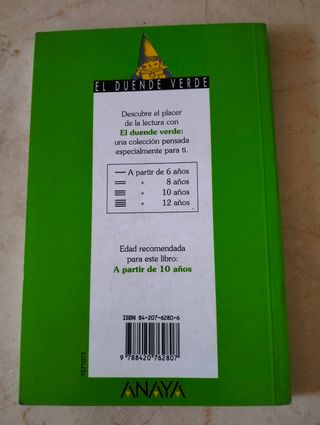 EL DUENDE VERDE
Descubre el placer
de la lectura con
El duende verde:
una colección pensada
especialmente para ti.
A partir de 6 años
" 8 años
" 10 años
" 12 años
Edad recomendada
para este libro:
A partir de 10 años
ISBN 84-207-6280-6
9 788420 762807
1571070
ANAYA